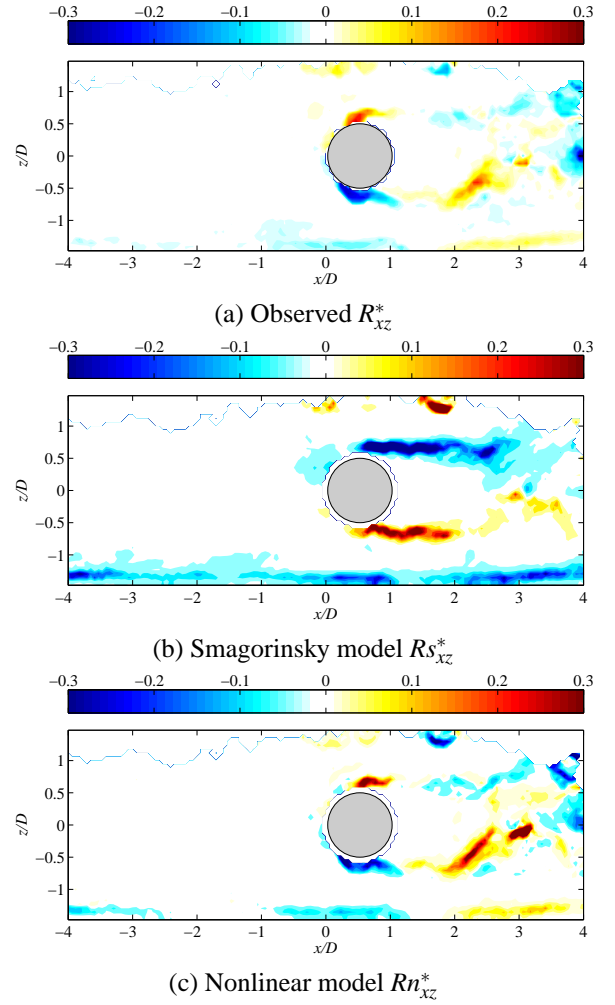 −0.3 −0.2 −0.1 0 0.1 0.2 0.3
1
0.5
0
−0.5
−1
z/D
−4 −3 −2 −1 0 1 2 3 4
x/D
(a) Observed R*xz
−0.3 −0.2 −0.1 0 0.1 0.2 0.3
1
0.5
0
−0.5
−1
z/D
−4 −3 −2 −1 0 1 2 3 4
x/D
(b) Smagorinsky model Rs*xz
−0.3 −0.2 −0.1 0 0.1 0.2 0.3
1
0.5
0
−0.5
−1
z/D
−4 −3 −2 −1 0 1 2 3 4
x/D
(c) Nonlinear model Rn*xz